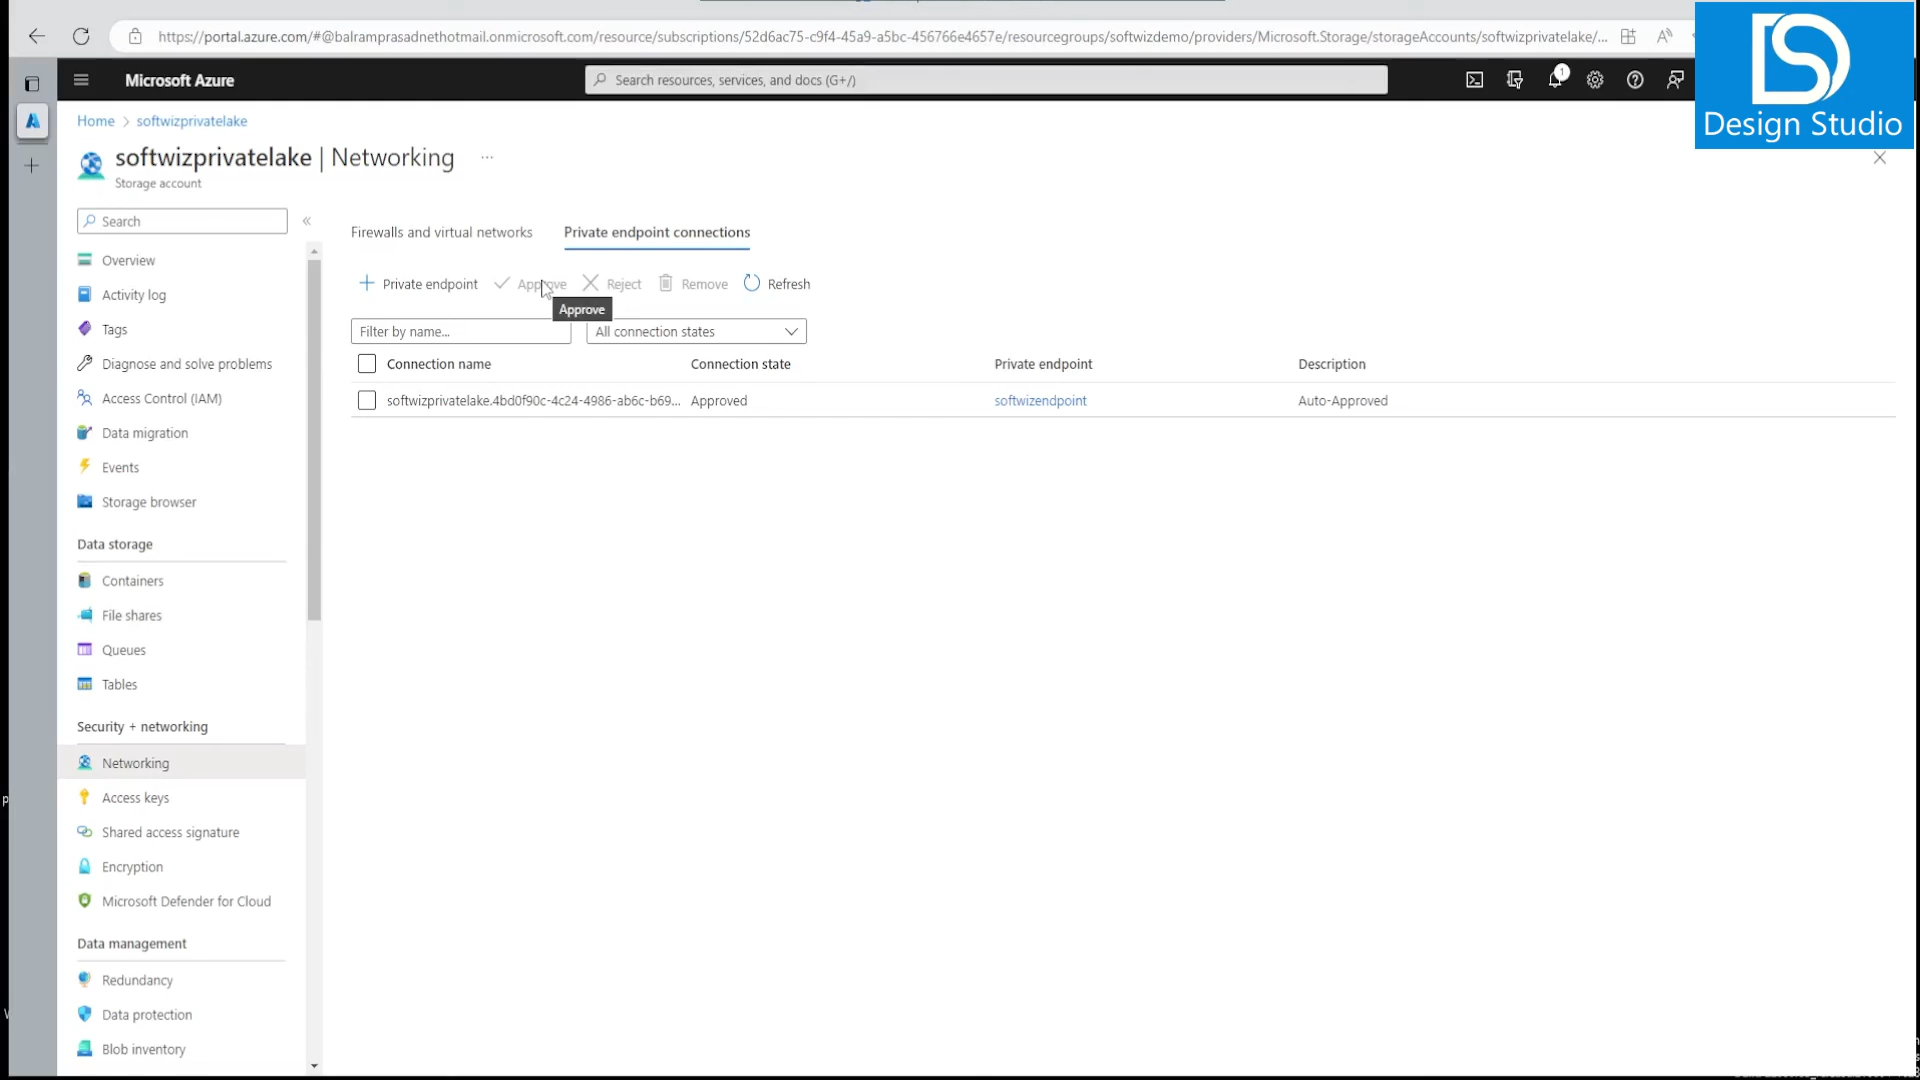 https://portal.azure.com/#@balramprasadnethotmail.onmicrosoft.com/resource/subscriptions/52d6ac75-c9f4-45a9-a5bc-456766e4657e/resourcegroups/softwizdemo/providers/Microsoft.Storage/storageAccounts/softwizprivatelake/...
Microsoft Azure
Search resources, services, and docs (G+/)
1
Design Studio
Home > softwizprivatelake
softwizprivatelake | Networking ...
Storage account
Search
Overview
Activity log
Tags
Diagnose and solve problems
Access Control (IAM)
Data migration
Events
Storage browser
Data storage
Containers
File shares
Queues
Tables
Security + networking
Networking
Access keys
Shared access signature
Encryption
Microsoft Defender for Cloud
Data management
Redundancy
Data protection
Blob inventory
Firewalls and virtual networks Private endpoint connections
Private endpoint Approve Reject Remove Refresh
Approve
Filter by name... All connection states
Connection name Connection state Private endpoint Description
softwizprivatelake.4bd0f90c-4c24-4986-ab6c-b69... Approved softwizendpoint Auto-Approved